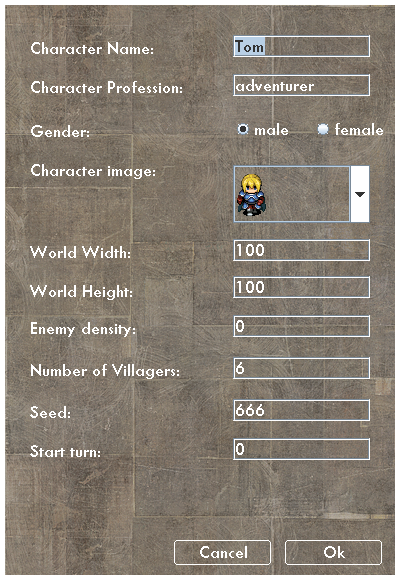 Character Name: Tom
Character Profession: adventurer
Gender: male female
Character image:
World Width: 100
World Height: 100
Enemy density: 0
Number of Villagers: 6
Seed: 666
Start turn: 0
Cancel Ok